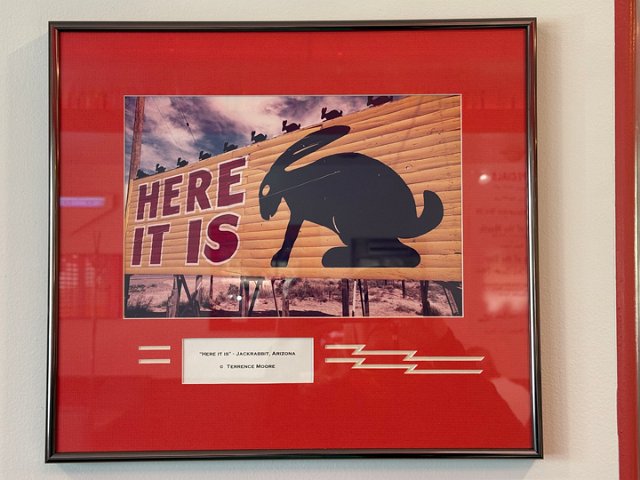 HERE
IT IS
"HERE IT IS" - JACKRABBIT, ARIZONA
© TERRENCE MOORE